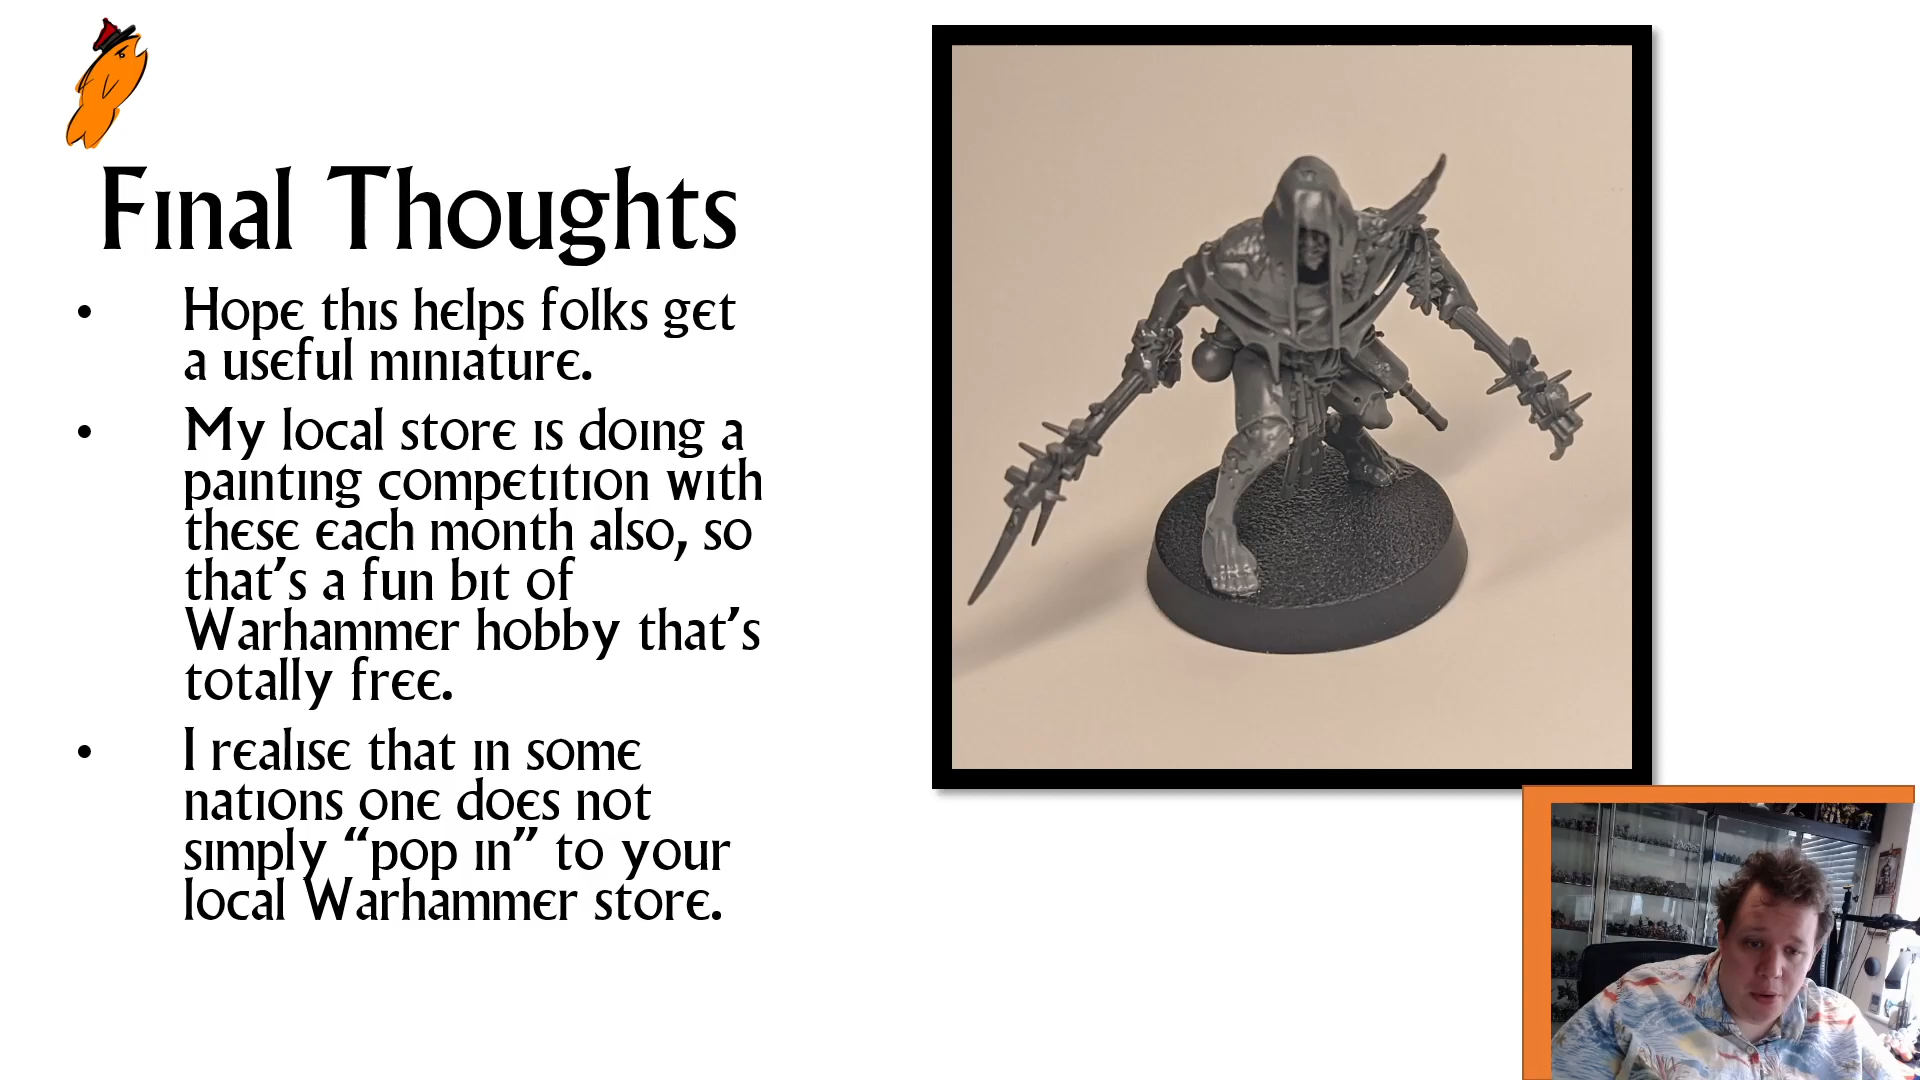 Final Thoughts
• Hope this helps folks get
a useful miniature.
• My local store is doing a
painting competition with
these each month also, so
that’s a fun bit of
Warhammer hobby that’s
totally free.
• I realise that in some
nations one does not
simply “pop in” to your
local Warhammer store.